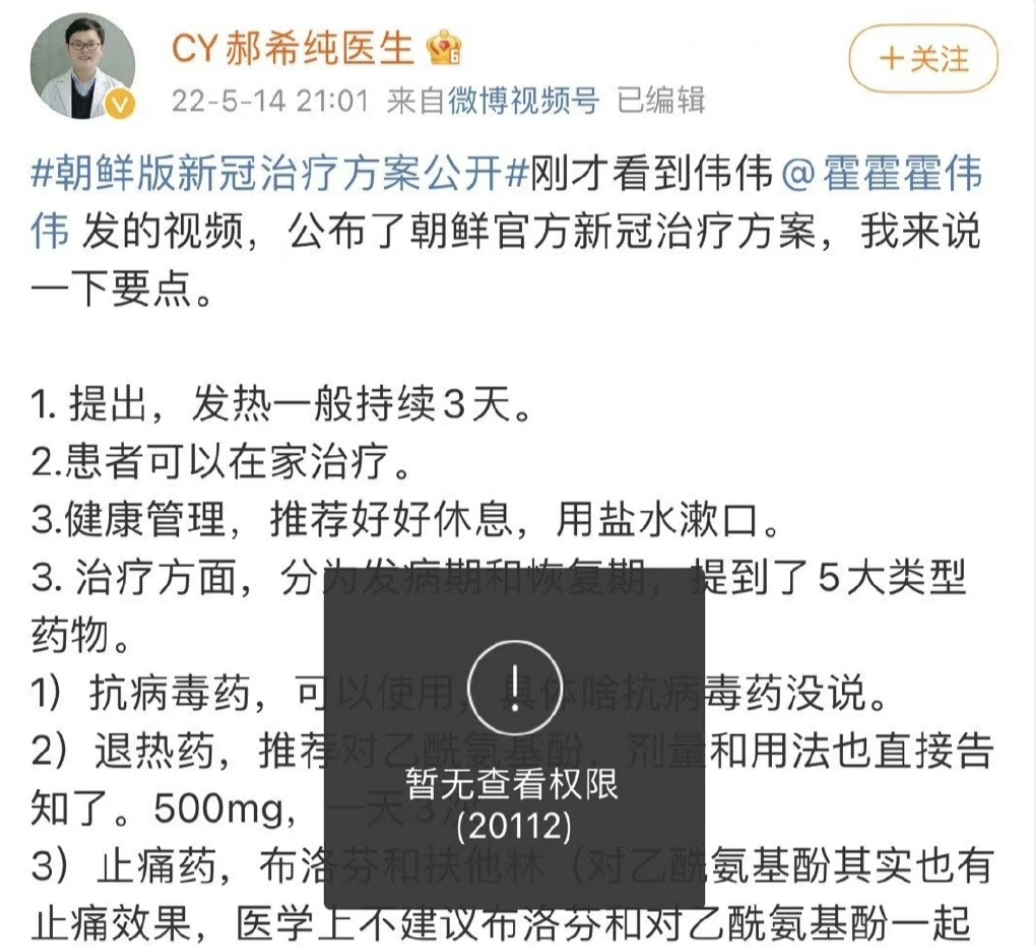 CY郝希纯医生
+关注
22-5-14 21:01 来自微博视频号 已编辑
#朝鲜版新冠治疗方案公开#刚才看到伟伟@霍霍霍伟
伟 发的视频，公布了朝鲜官方新冠治疗方案，我来说
一下要点。
1. 提出，发热一般持续3天。
2.患者可以在家治疗。
3.健康管理，推荐好好休息，用盐水漱口。
3. 治疗方面，分为发病期和恢复期，提到了5大类型
药物。
1）抗病毒药，可以使用，具体啥抗病毒药没说。
2）退热药，推荐对乙酰氨基酚，剂量和用法也直接告
知了。500mg，一天3次
3）止痛药，布洛芬和扶他林（对乙酰氨基酚其实也有
止痛效果，医学上不建议布洛芬和对乙酰氨基酚一起
暂无查看权限
(20112)